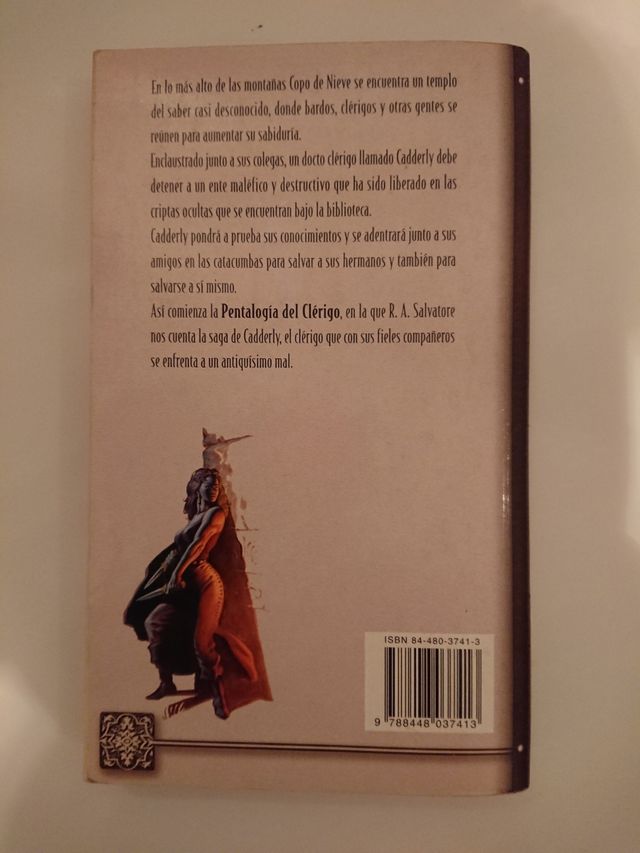 En lo más alto de las montañas Copo de Nieve se encuentra un templo
del saber casi desconocido, donde bardos, clérigos y otras gentes se
reúnen para aumentar su sabiduría.
Enclaustrado junto a sus colegas, un docto clérigo llamado Cadderly debe
detener a un ente maléfico y destructivo que ha sido liberado en las
criptas ocultas que se encuentran bajo la biblioteca.
Cadderly pondrá a prueba sus conocimientos y se adentrará junto a sus
amigos en las catacumbas para salvar a sus hermanos y también para
salvarse a sí mismo.
Así comienza la Pentalogía del Clérigo, en la que R. A. Salvatore
nos cuenta la saga de Cadderly, el clérigo que con sus fieles compañeros
se enfrenta a un antiquísimo mal.
ISBN 84-480-3741-3
9 788448 037413